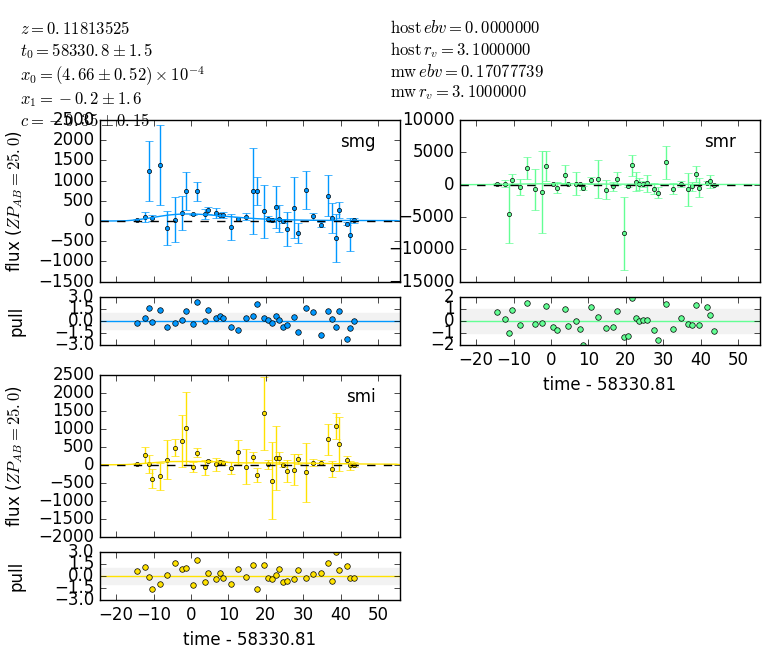 z = 0.11813525
t₀ = 58330.8 ± 1.5
x₀ = (4.66 ± 0.52) × 10⁻⁴
x₁ = −0.2 ± 1.6
c = −0.35 ± 0.15
host ebv = 0.0000000
host r_v = 3.1000000
mw ebv = 0.17077739
mw r_v = 3.1000000
smg
flux (ZP_AB = 25.0)
2500
2000
1500
1000
500
0
−500
−1000
−1500
pull
3.0
1.5
0.0
−1.5
−3.0
smr
10000
5000
0
−5000
−10000
−15000
2
1
0
−1
−2
−20 −10 0 10 20 30 40 50
time - 58330.81
smi
flux (ZP_AB = 25.0)
2500
2000
1500
1000
500
0
−500
−1000
−1500
−2000
pull
3.0
1.5
0.0
−1.5
−3.0
−20 −10 0 10 20 30 40 50
time - 58330.81